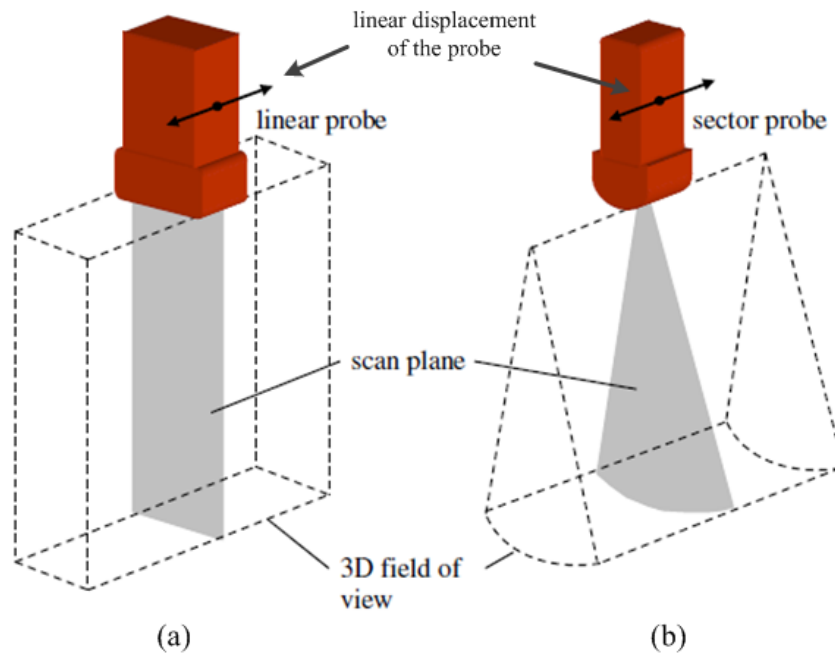 linear displacement
of the probe
linear probe
sector probe
scan plane
3D field of
view
(a)
(b)